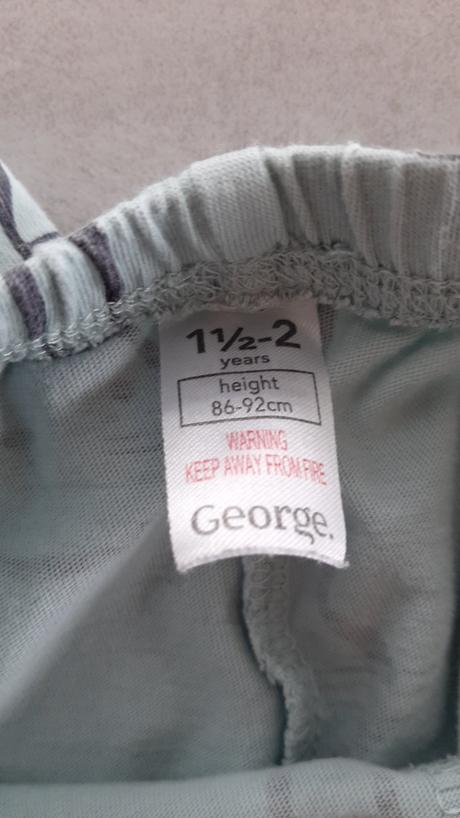 1½-2
years
height
86-92cm
WARNING
KEEP AWAY FROM FIRE
George.